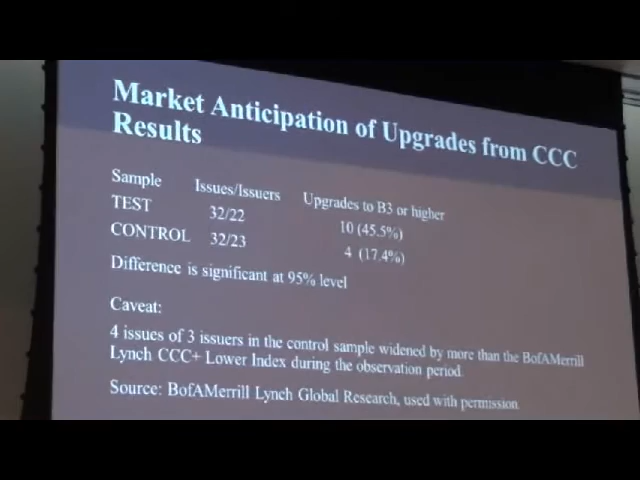 Market Anticipation of Upgrades from CCC
Results
Sample Issues/Issuers Upgrades to B3 or higher
TEST 32/22 10 (45.5%)
CONTROL 32/23 4 (17.4%)
Difference is significant at 95% level
Caveat:
4 issues of 3 issuers in the control sample widened by more than the BofAMerrill
Lynch CCC+ Lower Index during the observation period.
Source: BofAMerrill Lynch Global Research, used with permission.